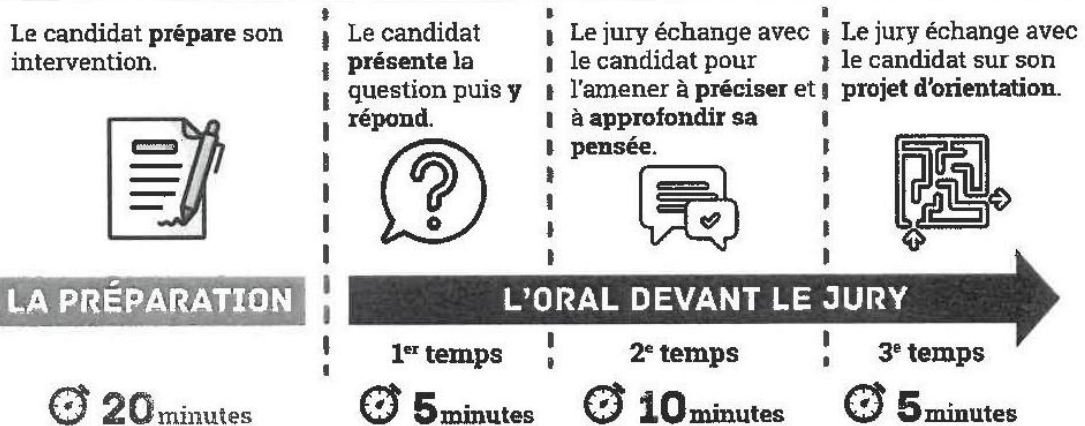 Le candidat prépare son
intervention.
Le candidat
présente la
question puis y
répond.
Le jury échange avec
le candidat pour
l'amener à préciser et
à approfondir sa
pensée.
Le jury échange avec
le candidat sur son
projet d'orientation.
LA PRÉPARATION
L'ORAL DEVANT LE JURY
1er temps
2e temps
3e temps
20 minutes
5 minutes
10 minutes
5 minutes